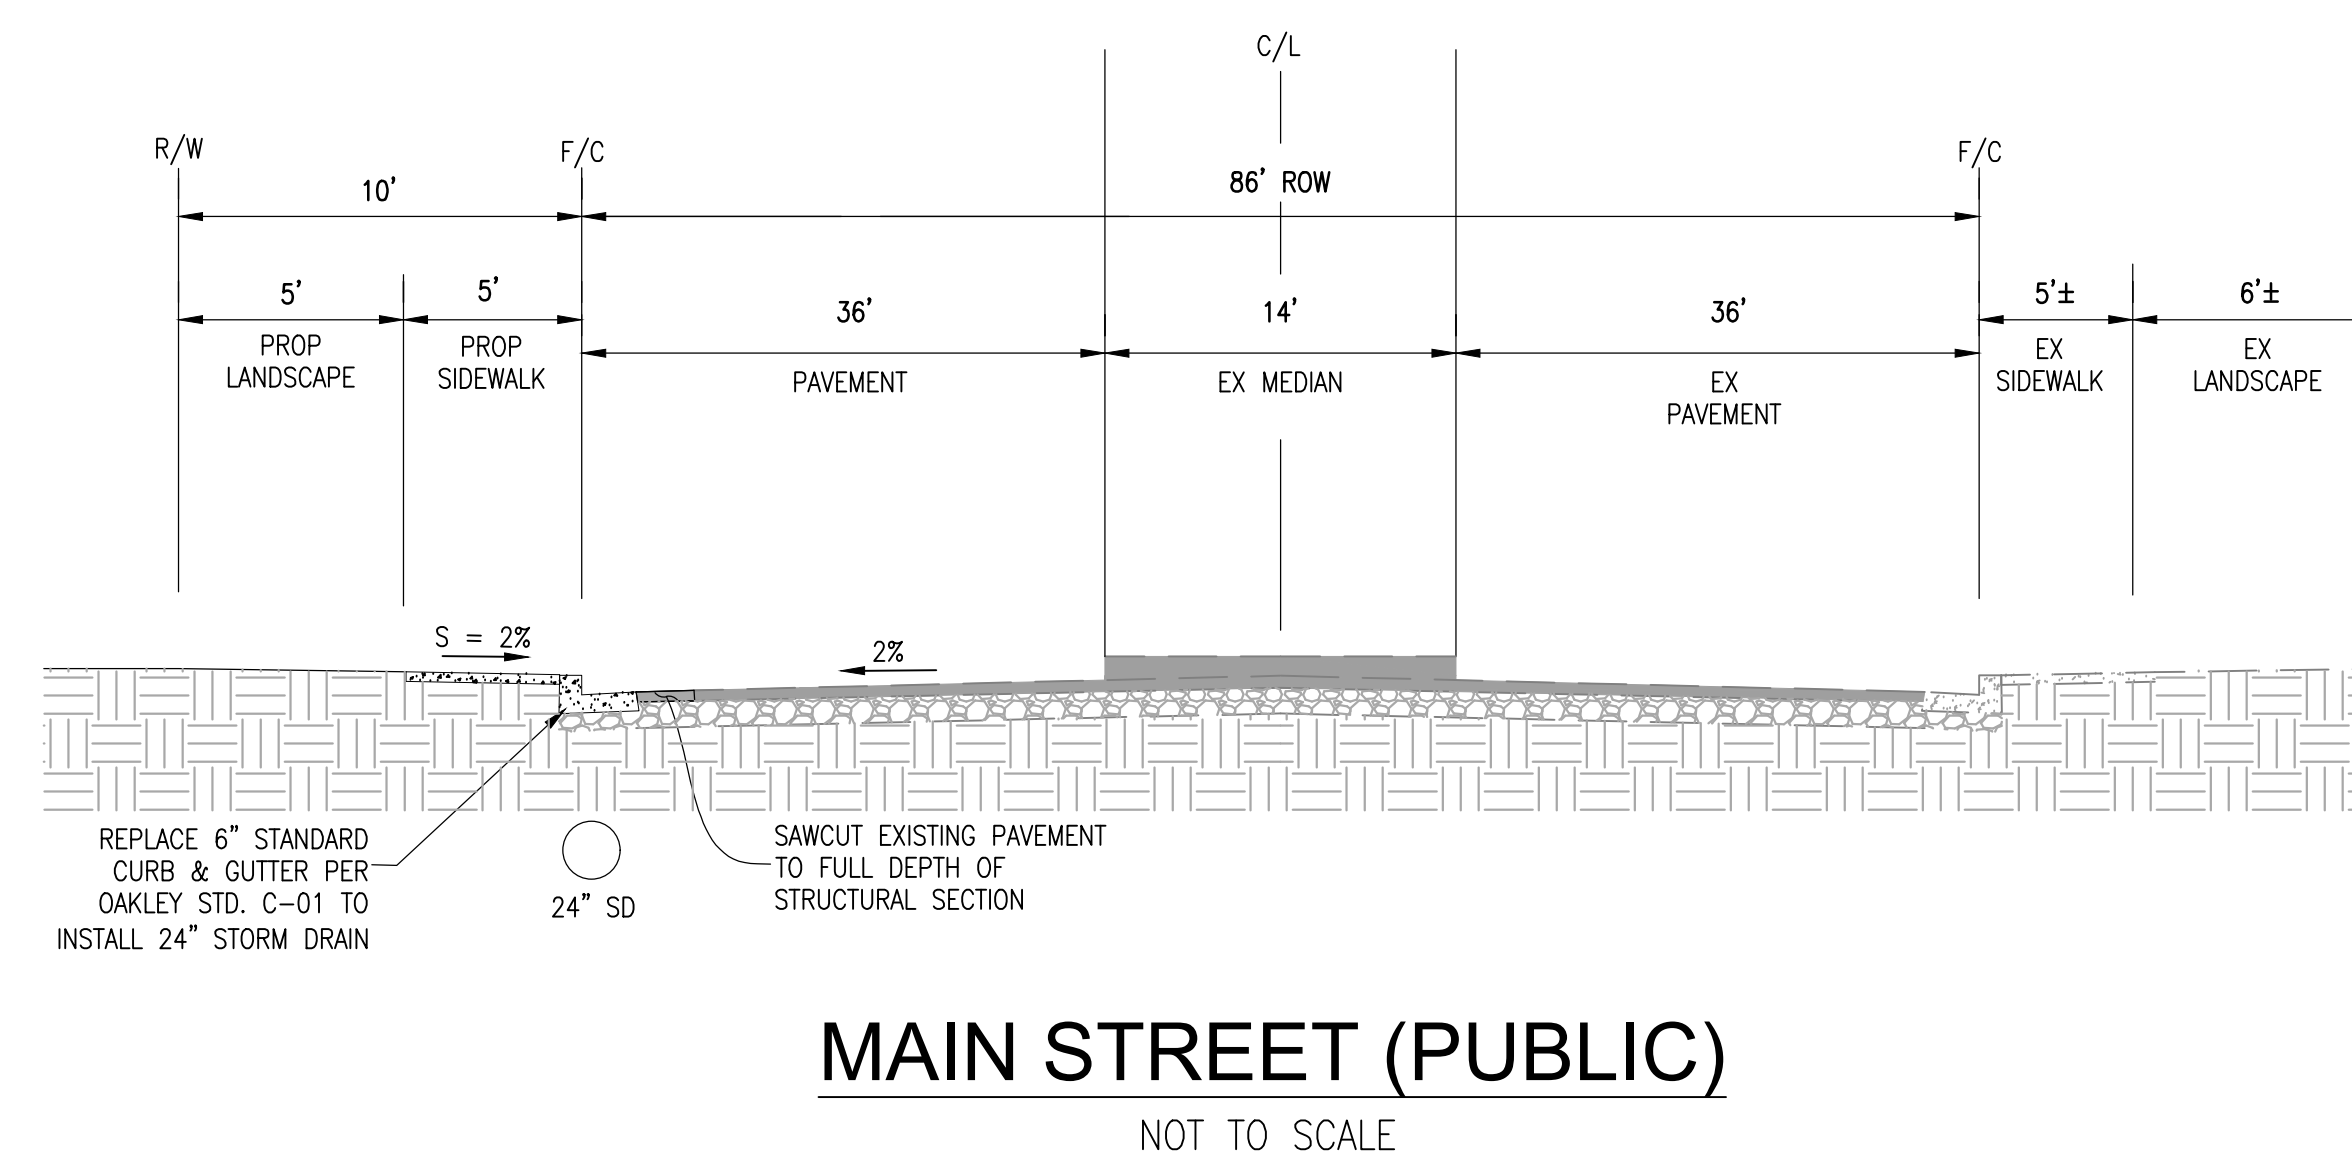 C/L
R/W
F/C
F/C
10'
86' ROW
5'
5'
36'
14'
36'
5'±
6'±
PROP
LANDSCAPE
PROP
SIDEWALK
PAVEMENT
EX MEDIAN
EX
PAVEMENT
EX
SIDEWALK
EX
LANDSCAPE
S = 2%
2%
REPLACE 6" STANDARD
CURB & GUTTER PER
OAKLEY STD. C-01 TO
INSTALL 24" STORM DRAIN
24" SD
SAWCUT EXISTING PAVEMENT
TO FULL DEPTH OF
STRUCTURAL SECTION
MAIN STREET (PUBLIC)
NOT TO SCALE